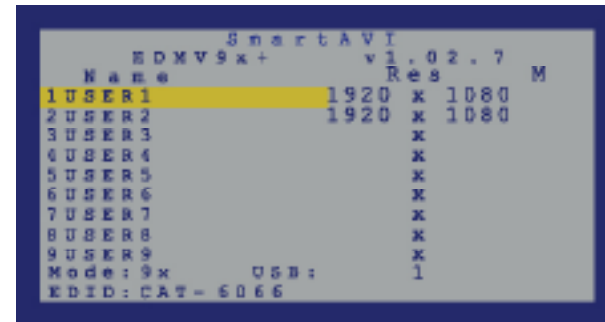 SmartAVI
EDMV9x+ v1.02.7
Name Res M
1USER1 1920 x 1080
2USER2 1920 x 1080
3USER3 x
4USER4 x
5USER5 x
6USER6 x
7USER7 x
8USER8 x
9USER9 x
Mode:9x USB: 1
EDID:CAT-6066